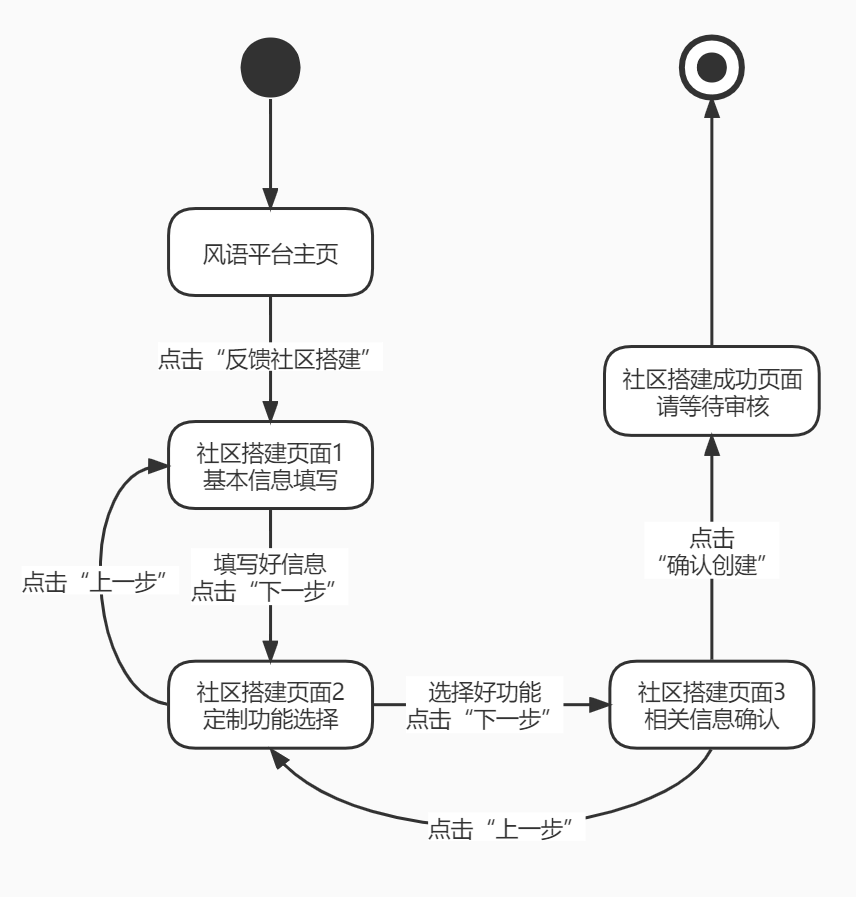 风语平台主页
点击“反馈社区搭建”
社区搭建页面1
基本信息填写
填写好信息
点击“下一步”
点击“上一步”
社区搭建页面2
定制功能选择
选择好功能
点击“下一步”
社区搭建页面3
相关信息确认
点击“上一步”
点击
“确认创建”
社区搭建成功页面
请等待审核